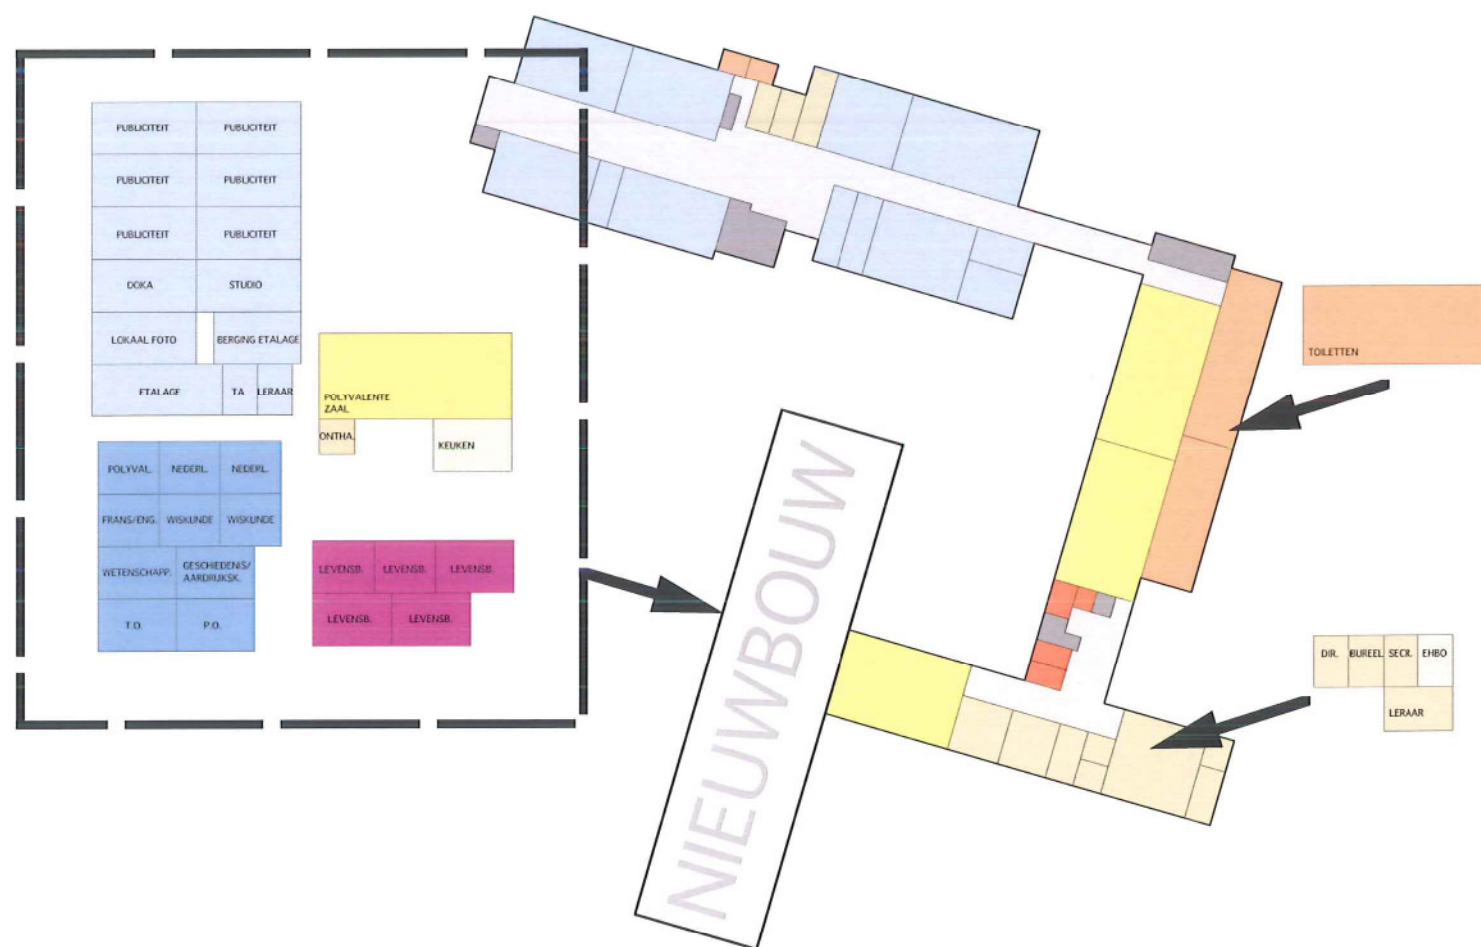 PUBLICITEIT PUBLICITEIT
PUBLICITEIT PUBLICITEIT
PUBLICITEIT PUBLICITEIT
DOKA STUDIO
LOKAAL FOTO BERGING ETALAGE
ETALAGE TA LERAAR
POLYVALENTE
ZAAL
ONTHA.
KEUKEN
POLYVAL. NEDERL. NEDERL.
FRANS/ENG. WISKUNDE WISKUNDE
WETENSCHAPP. GESCHIEDENIS/
AARDRIJKSK.
T.O. P.O.
LEVENSB. LEVENSB. LEVENSB.
LEVENSB. LEVENSB.
NIEUWBOUW
TOILETTEN
DIR. BUREEL SECR. EHBO
LERAAR